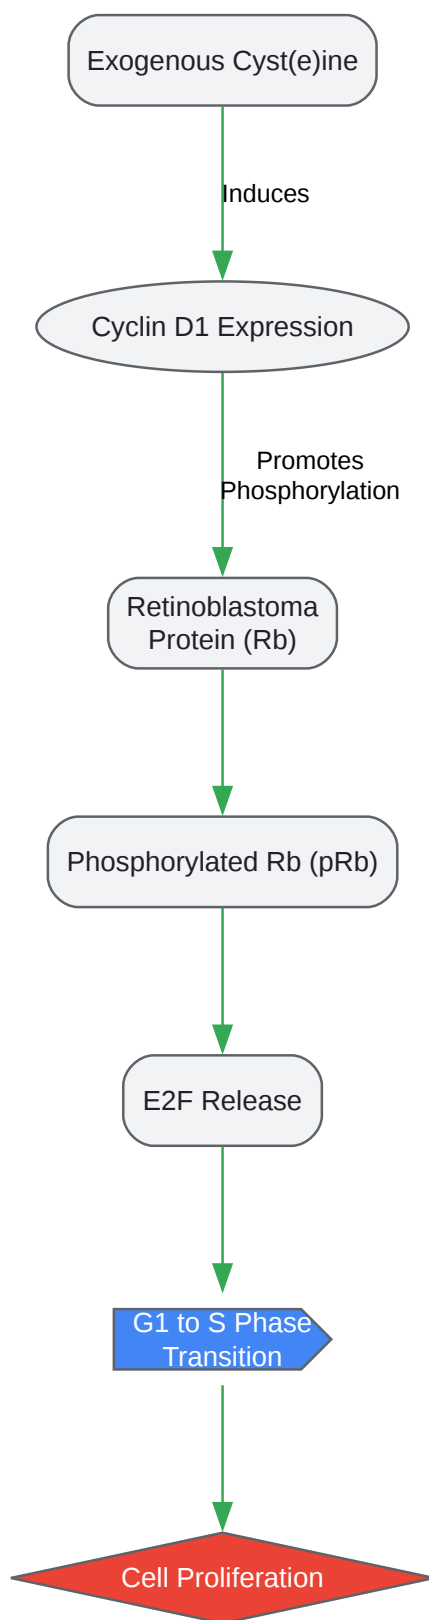 Exogenous Cyst(e)ine
Induces
Cyclin D1 Expression
Promotes
Phosphorylation
Retinoblastoma
Protein (Rb)
Phosphorylated Rb (pRb)
E2F Release
G1 to S Phase
Transition
Cell Proliferation